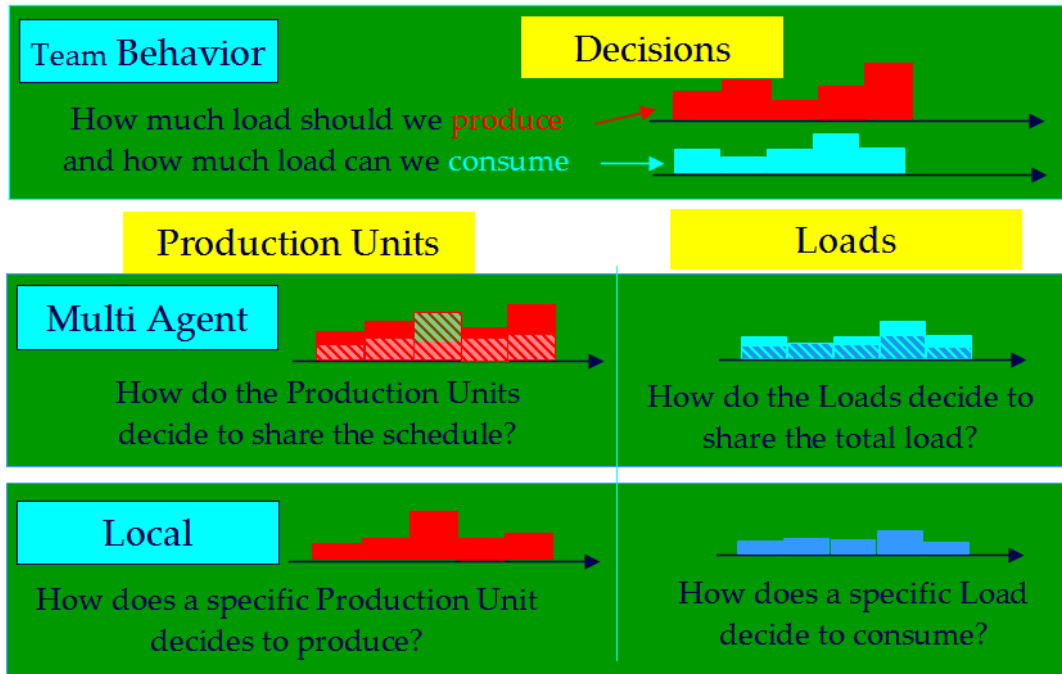 Team Behavior
Decisions
How much load should we produce
and how much load can we consume
Production Units
Loads
Multi Agent
How do the Production Units
decide to share the schedule?
How do the Loads decide to
share the total load?
Local
How does a specific Production Unit
decides to produce?
How does a specific Load
decide to consume?